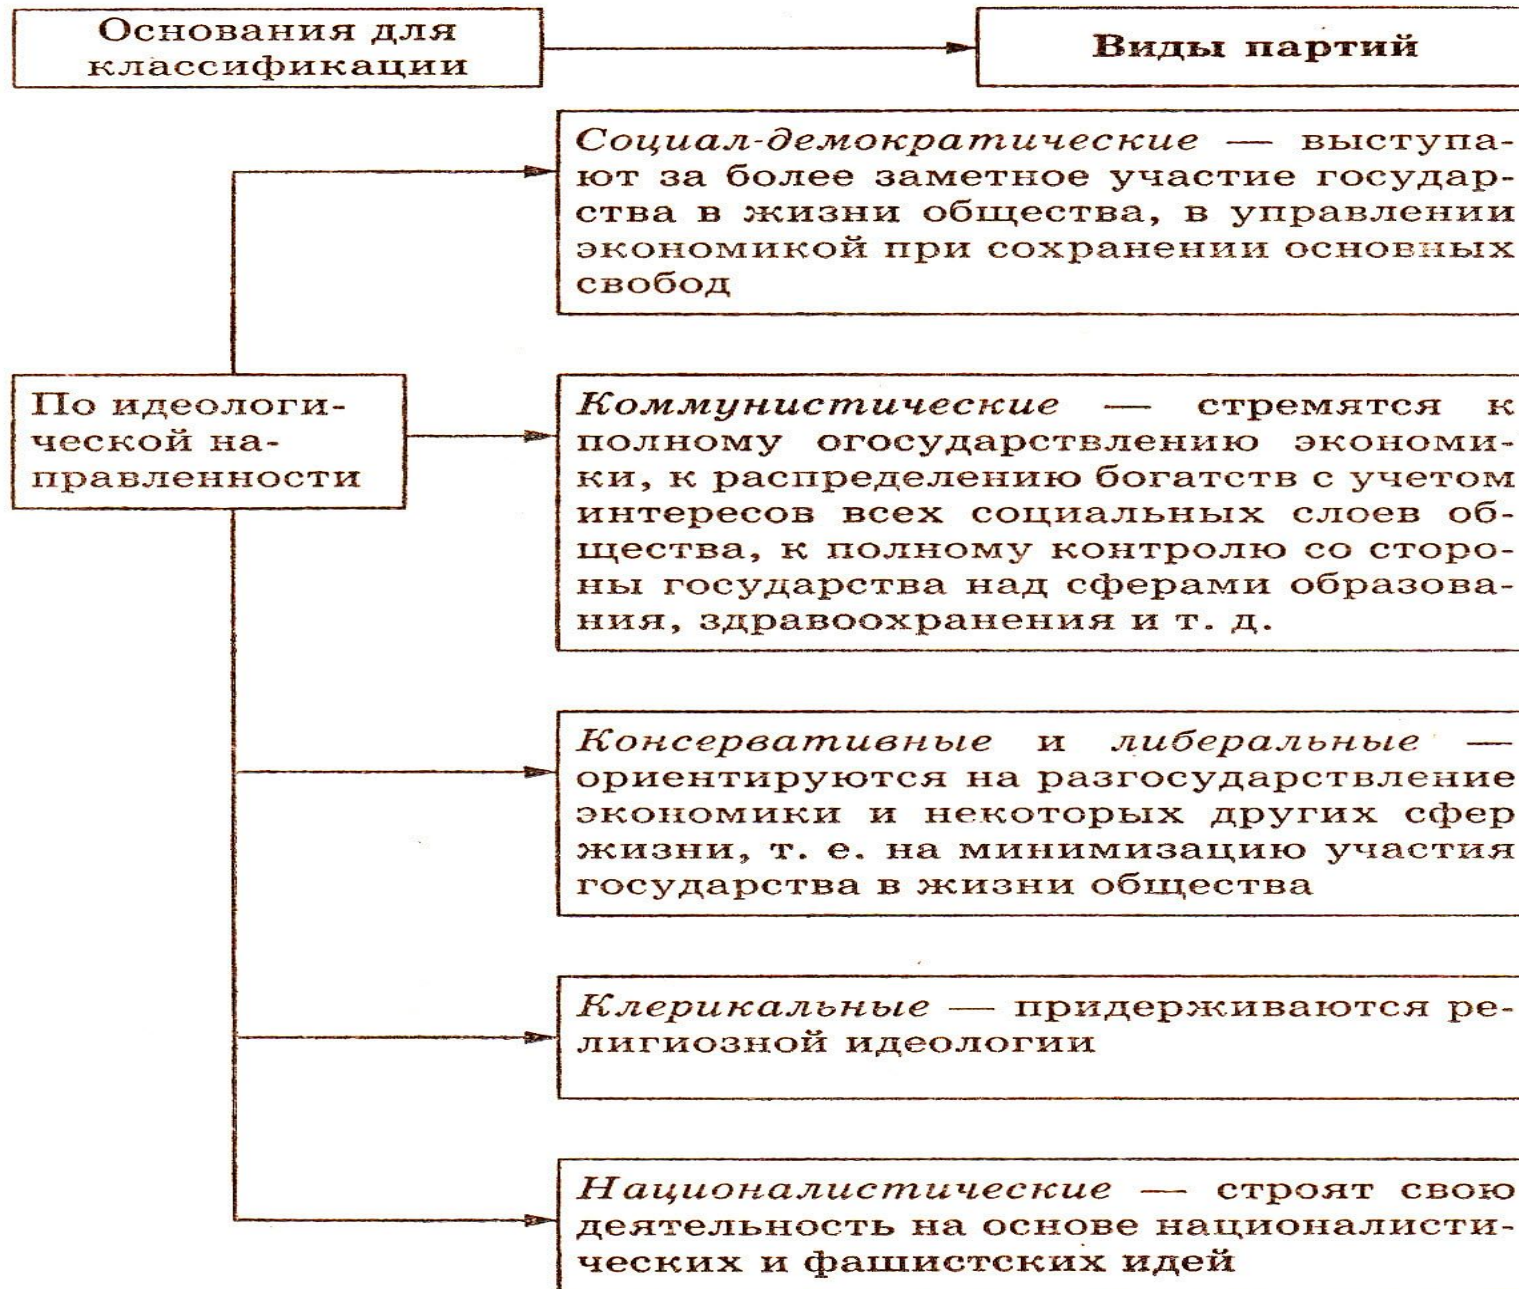 Основания для
классификации
Виды партий
Социал-демократические — выступа-
ют за более заметное участие государ-
ства в жизни общества, в управлении
экономикой при сохранении основных
свобод
По идеологи-
ческой на-
правленности
Коммунистические — стремятся к
полному огосударствлению экономи-
ки, к распределению богатств с учетом
интересов всех социальных слоев об-
щества, к полному контролю со сторо-
ны государства над сферами образова-
ния, здравоохранения и т. д.
Консервативные и либеральные —
ориентируются на разгосударствление
экономики и некоторых других сфер
жизни, т. е. на минимизацию участия
государства в жизни общества
Клерикальные — придерживаются ре-
лигиозной идеологии
Националистические — строят свою
деятельность на основе националисти-
ческих и фашистских идей